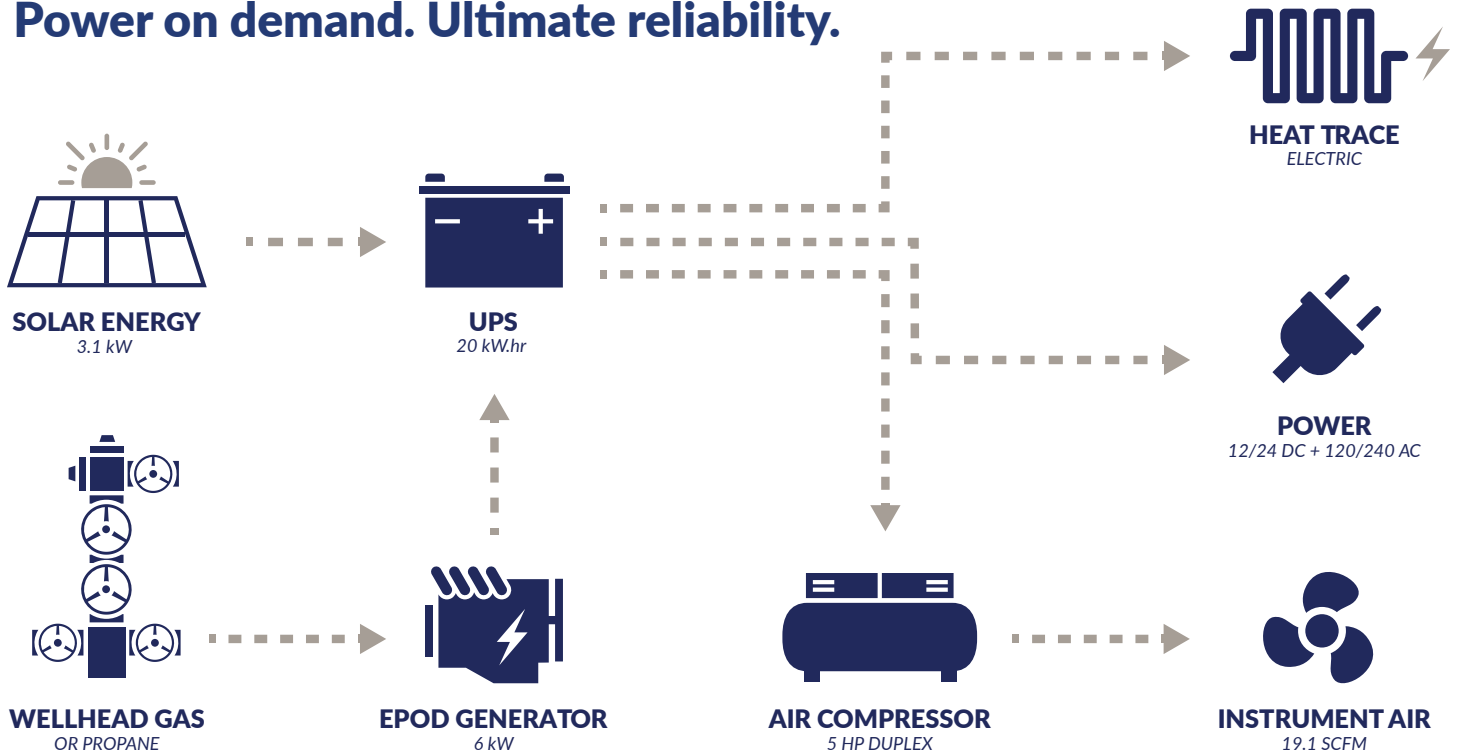 Power on demand. Ultimate reliability.
HEAT TRACE
ELECTRIC
SOLAR ENERGY
3.1 kW
UPS
20 kW.hr
POWER
12/24 DC + 120/240 AC
WELLHEAD GAS
OR PROPANE
EPOD GENERATOR
6 kW
AIR COMPRESSOR
5 HP DUPLEX
INSTRUMENT AIR
19.1 SCFM